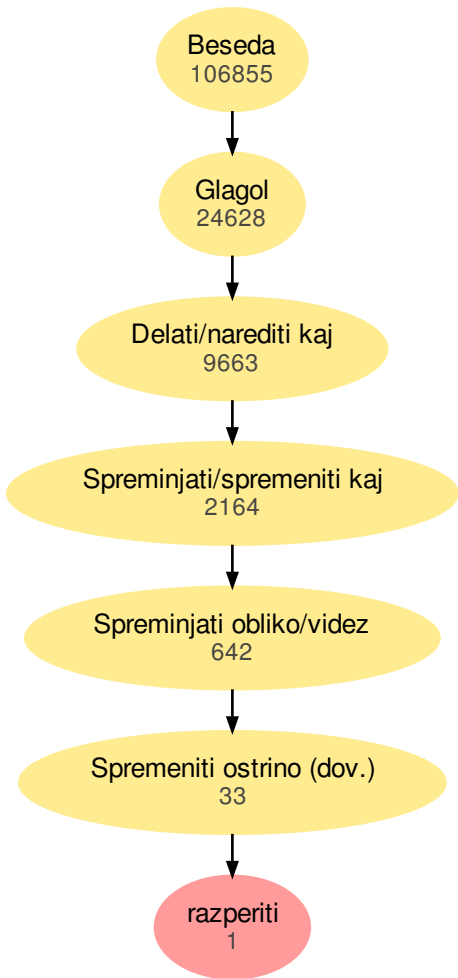 Beseda
106855
Glagol
24628
Delati/narediti kaj
9663
Spreminjati/spremeniti kaj
2164
Spreminjati obliko/videz
642
Spremeniti ostrino (dov.)
33
razperiti
1